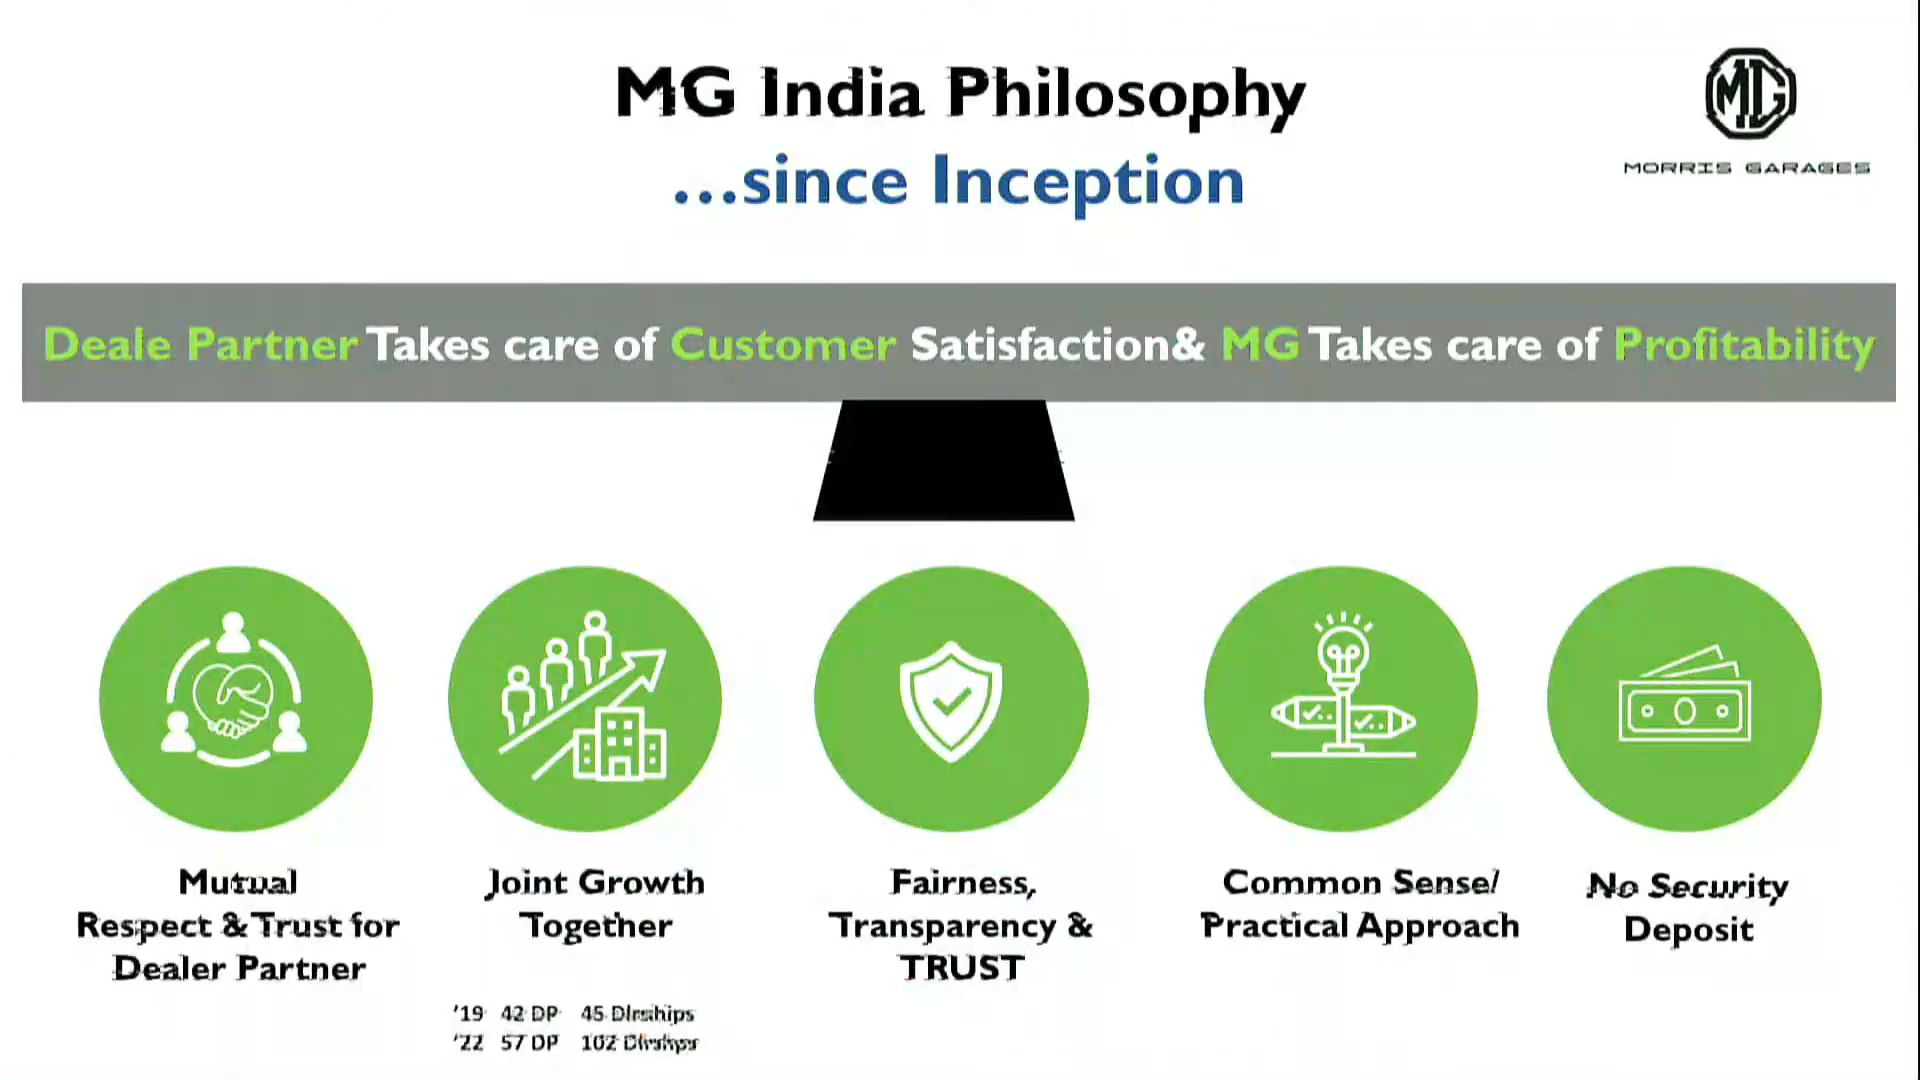 MG India Philosophy
...since Inception
MG
MORRIS GARAGES
Deale Partner Takes care of Customer Satisfaction& MG Takes care of Profitability
Mutual
Respect & Trust for
Dealer Partner
Joint Growth
Together
'19 42 DP 45 Dlrships
'22 57 DP 102 Dlrships
Fairness,
Transparency &
TRUST
Common Sense/
Practical Approach
No Security
Deposit